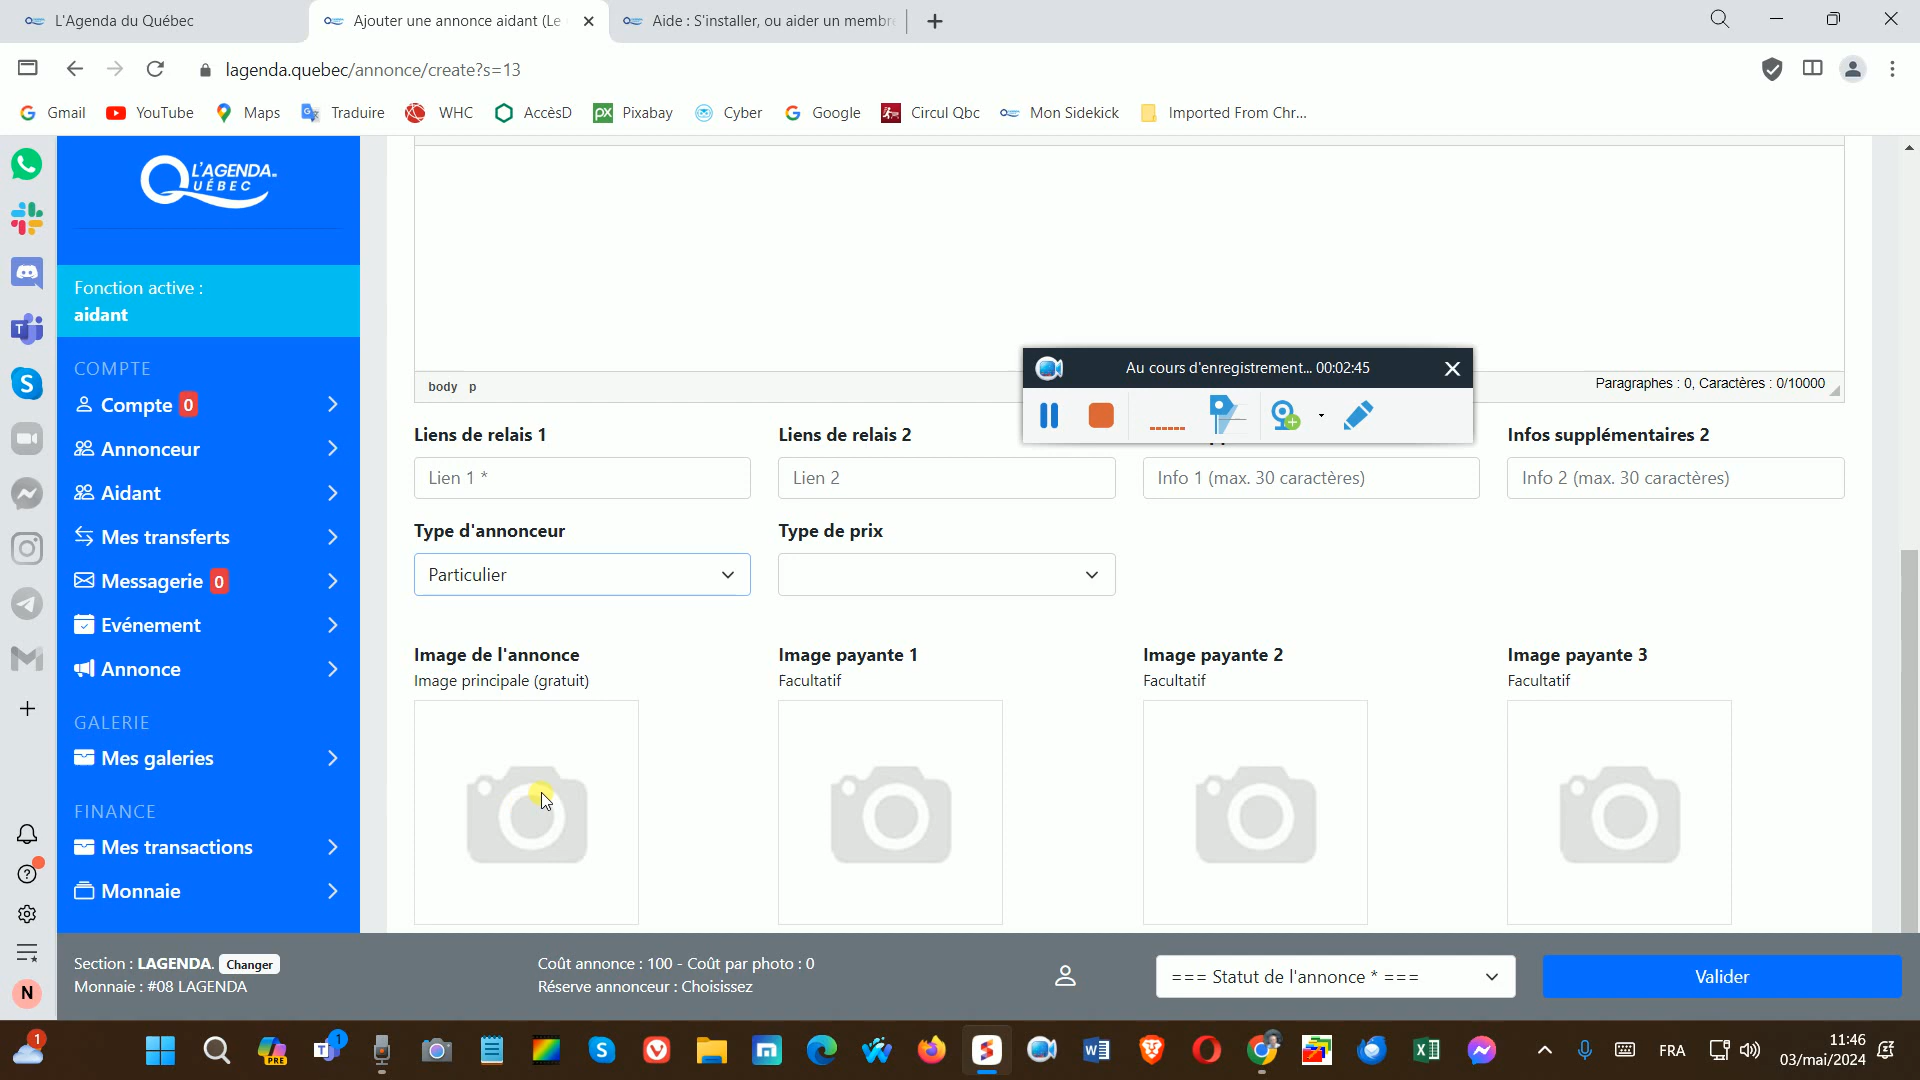 L'Agenda du Québec
Ajouter une annonce aidant (Le
Aide : S'installer, ou aider un membre
lagenda.quebec/annonce/create?s=13
Gmail
YouTube
Maps
Traduire
WHC
AccèsD
px
Pixabay
Cyber
Google
Circul Qbc
Mon Sidekick
Imported From Chr...
L'AGENDA.
QUÉBEC
Fonction active :
aidant
COMPTE
Compte 0
Annonceur
Aidant
Mes transferts
Messagerie 0
Evénement
Annonce
GALERIE
Mes galeries
FINANCE
Mes transactions
Monnaie
N
body p
Paragraphes : 0, Caractères : 0/10000
Au cours d'enregistrement... 00:02:45
Liens de relais 1
Liens de relais 2
Infos supplémentaires 2
Lien 1 *
Lien 2
Info 1 (max. 30 caractères)
Info 2 (max. 30 caractères)
Type d'annonceur
Type de prix
Particulier
Image de l'annonce
Image payante 1
Image payante 2
Image payante 3
Image principale (gratuit)
Facultatif
Facultatif
Facultatif
Section : LAGENDA. Changer
Monnaie : #08 LAGENDA
Coût annonce : 100 - Coût par photo : 0
Réserve annonceur : Choisissez
=== Statut de l'annonce * ===
Valider
1
PRE
1
FRA
11:46
03/mai/2024